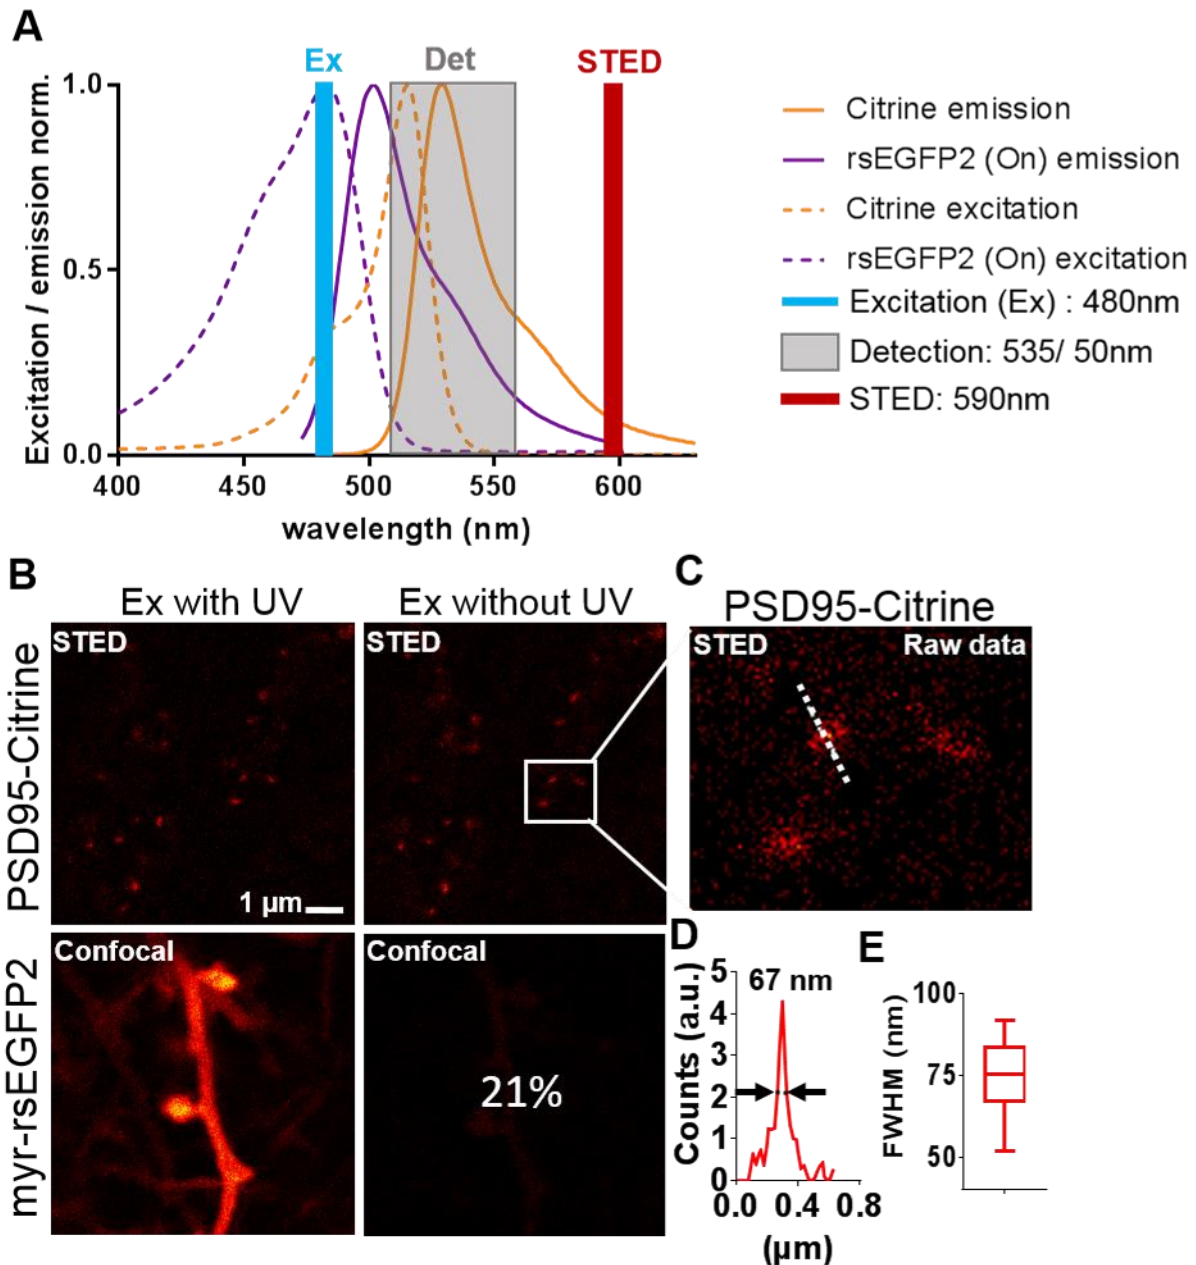 A
Excitation / emission norm.
Ex
Det
STED
1.0
0.5
0.0
400
450
500
550
600
wavelength (nm)
Citrine emission
rsEGFP2 (On) emission
Citrine excitation
rsEGFP2 (On) excitation
Excitation (Ex) : 480nm
Detection: 535/ 50nm
STED: 590nm
B
Ex with UV
Ex without UV
PSD95-Citrine
STED
1 µm
STED
myr-rsEGFP2
Confocal
Confocal
21%
C
PSD95-Citrine
STED
Raw data
D
Counts (a.u.)
67 nm
5
4
3
2
1
0
0.0
0.4
0.8
(µm)
E
FWHM (nm)
100
75
50